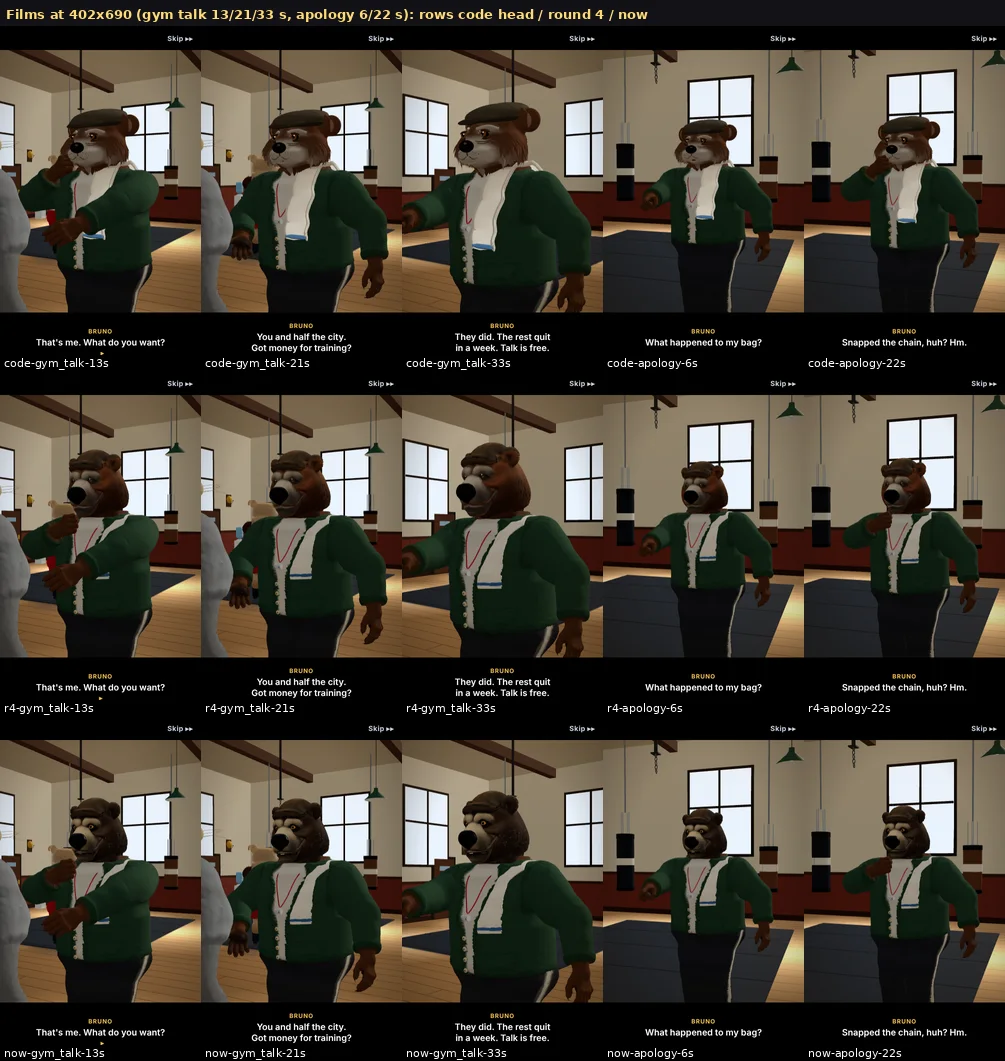 Films at 402x690 (gym talk 13/21/33 s, apology 6/22 s): rows code head / round 4 / now
Skip ▸▸
Skip ▸▸
Skip ▸▸
Skip ▸▸
Skip ▸▸
BRUNO
That's me. What do you want?
code-gym_talk-13s
BRUNO
You and half the city.
Got money for training?
code-gym_talk-21s
BRUNO
They did. The rest quit
in a week. Talk is free.
code-gym_talk-33s
BRUNO
What happened to my bag?
code-apology-6s
BRUNO
Snapped the chain, huh? Hm.
code-apology-22s
Skip ▸▸
Skip ▸▸
Skip ▸▸
Skip ▸▸
Skip ▸▸
BRUNO
That's me. What do you want?
r4-gym_talk-13s
BRUNO
You and half the city.
Got money for training?
r4-gym_talk-21s
BRUNO
They did. The rest quit
in a week. Talk is free.
r4-gym_talk-33s
BRUNO
What happened to my bag?
r4-apology-6s
BRUNO
Snapped the chain, huh? Hm.
r4-apology-22s
Skip ▸▸
Skip ▸▸
Skip ▸▸
Skip ▸▸
Skip ▸▸
BRUNO
That's me. What do you want?
now-gym_talk-13s
BRUNO
You and half the city.
Got money for training?
now-gym_talk-21s
BRUNO
They did. The rest quit
in a week. Talk is free.
now-gym_talk-33s
BRUNO
What happened to my bag?
now-apology-6s
BRUNO
Snapped the chain, huh? Hm.
now-apology-22s